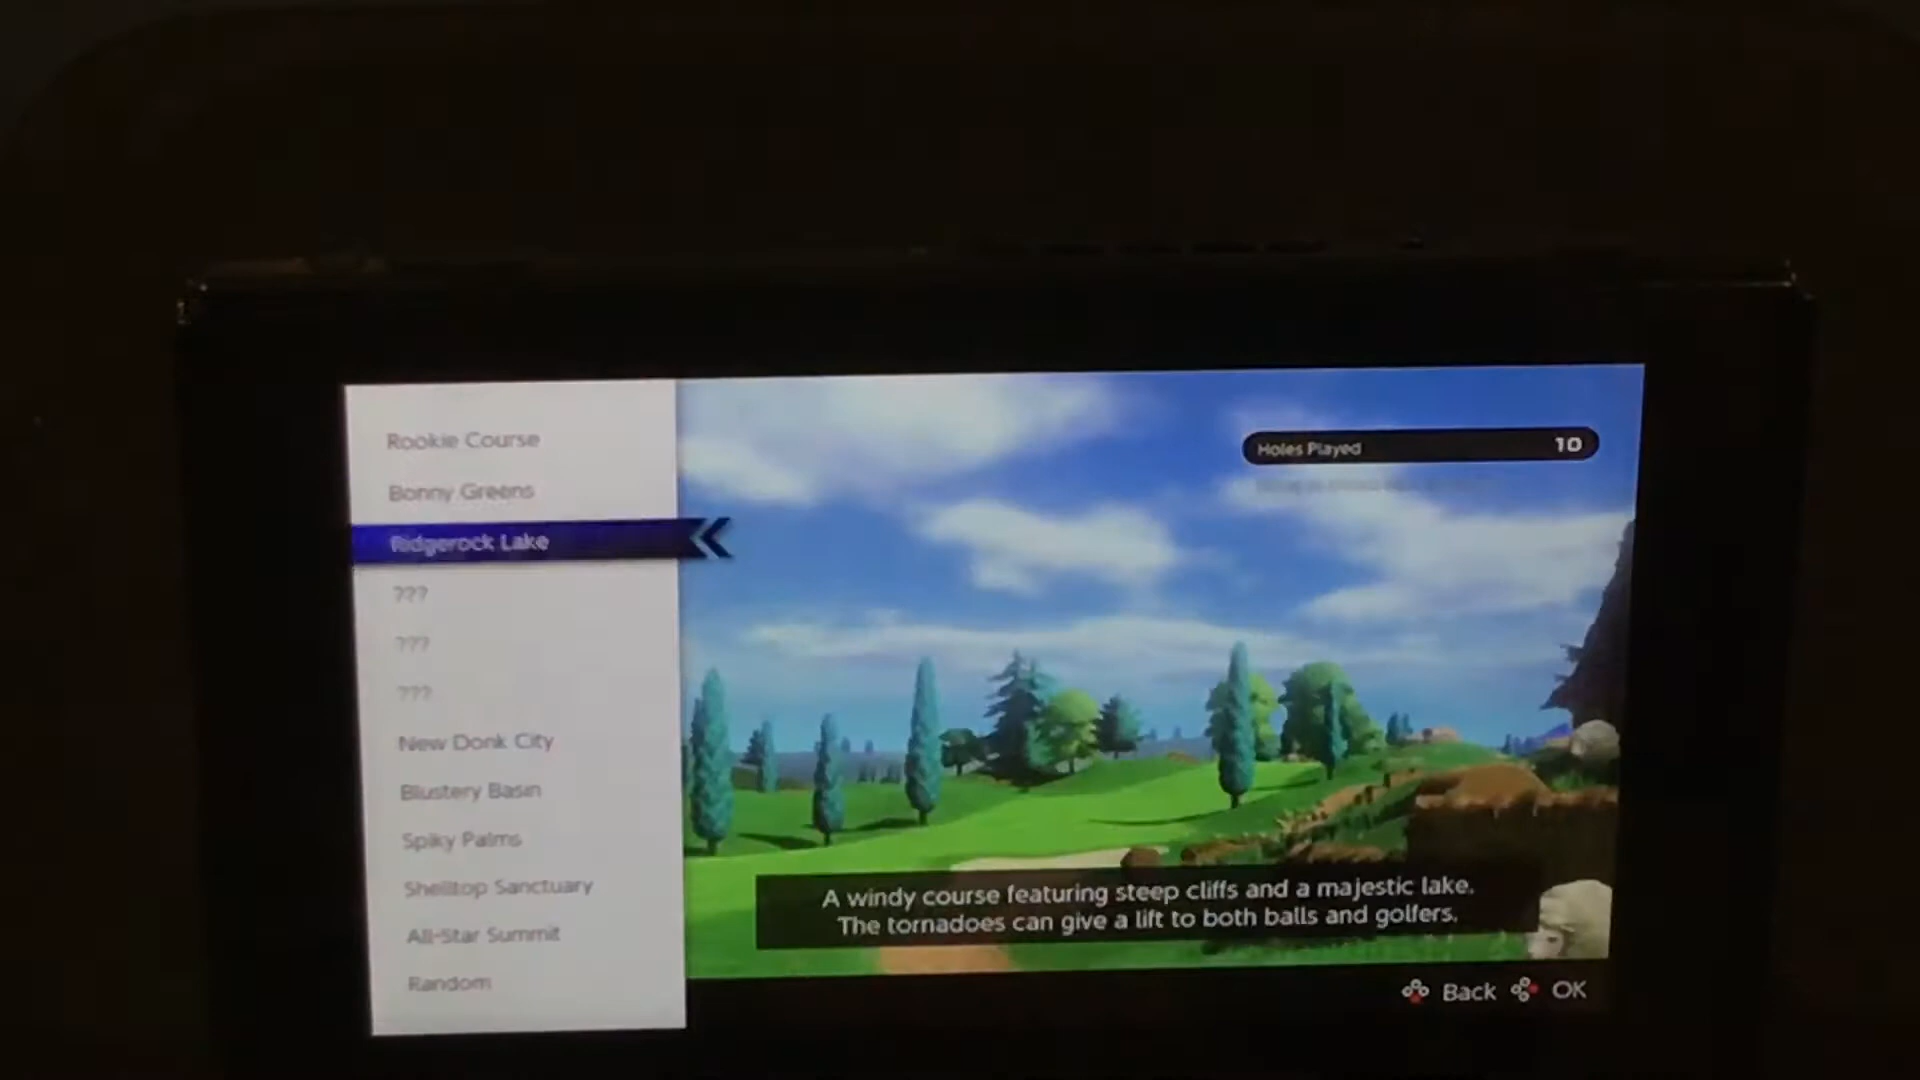 Rookie Course
Bonny Greens
Ridgerock Lake
???
???
???
New Donk City
Blustery Basin
Spiky Palms
Shelltop Sanctuary
All-Star Summit
Random
Holes Played 10
A windy course featuring steep cliffs and a majestic lake.
The tornadoes can give a lift to both balls and golfers.
Back OK